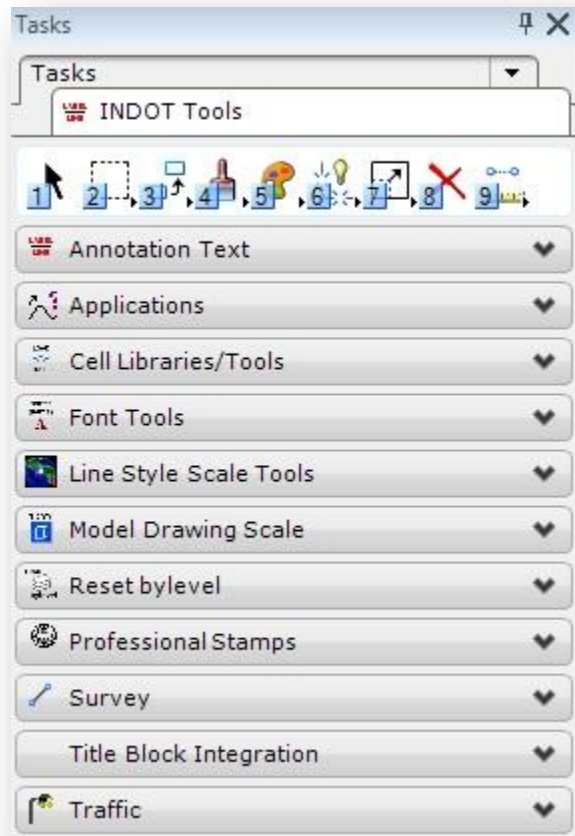 Tasks
Tasks
INDOT Tools
1 2 3 4 5 6 7 8 9
Annotation Text
Applications
Cell Libraries/Tools
Font Tools
Line Style Scale Tools
Model Drawing Scale
Reset bylevel
Professional Stamps
Survey
Title Block Integration
Traffic